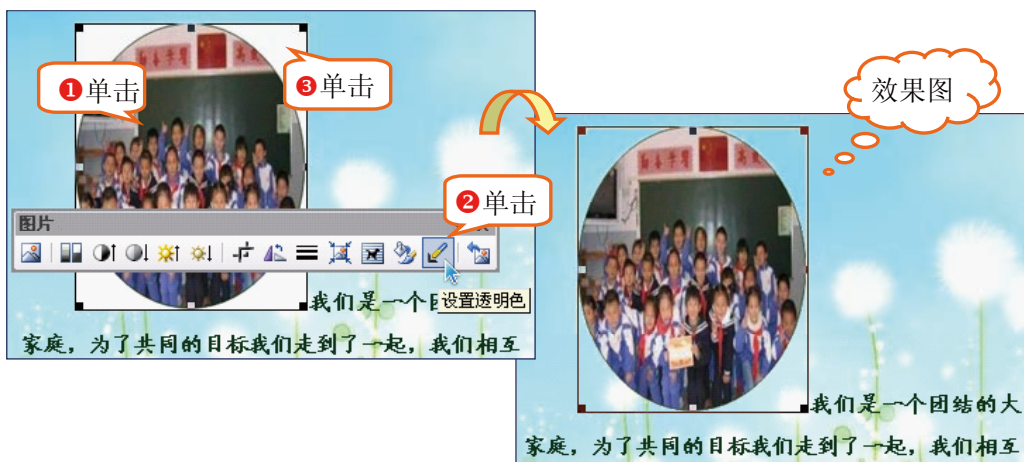 ❶单击
❸单击
❷单击
图片
设置透明色
我们是一个团
家庭，为了共同的目标我们走到了一起，我们相互
效果图
我们是一个团结的大
家庭，为了共同的目标我们走到了一起，我们相互